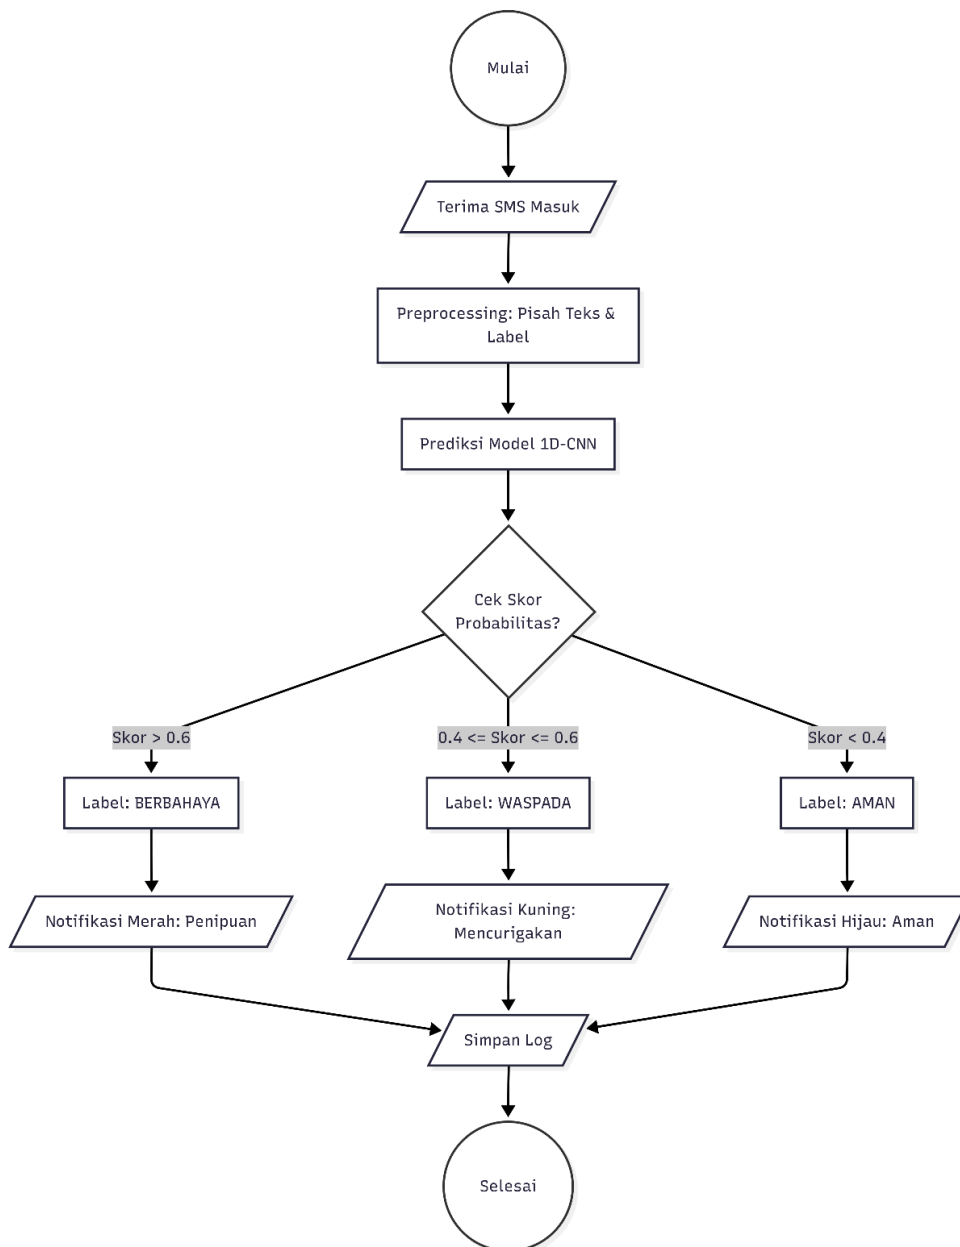 Mulai
Terima SMS Masuk
Preprocessing: Pisah Teks &
Label
Prediksi Model 1D-CNN
Cek Skor
Probabilitas?
Skor > 0.6
0.4 <= Skor <= 0.6
Skor < 0.4
Label: BERBAHAYA
Label: WASPADA
Label: AMAN
Notifikasi Merah: Penipuan
Notifikasi Kuning:
Mencurigakan
Notifikasi Hijau: Aman
Simpan Log
Selesai